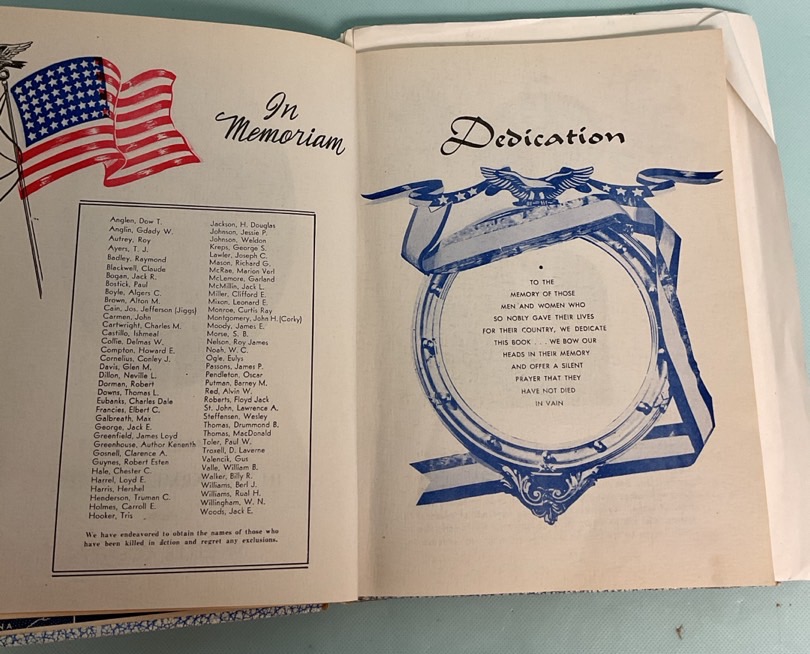 In
Memoriam
Anglen, Dow T.
Anglin, Gdady W.
Autrey, Roy
Ayers, T. J.
Badley, Raymond
Blackwell, Claude
Bogan, Jack R.
Bostick, Paul
Boyle, Algers C.
Brown, Alton M.
Cain, Jos. Jefferson (Jiggs)
Carmen, John
Cartwright, Charles M.
Castillo, Ishmeal
Collie, Delmas W.
Compton, Howard E.
Cornelius, Conley J.
Davis, Glen M.
Dillon, Neville L.
Dorman, Robert
Downs, Thomas L.
Eubanks, Charles Dale
Francies, Elbert C.
Galbreath, Max
George, Jack E.
Greenfield, James Loyd
Greenhouse, Author Kenenth
Gosnell, Clarence A.
Guynes, Robert Esten
Hale, Chester C.
Harrel, Loyd E.
Harris, Hershel
Henderson, Truman C.
Holmes, Carroll E.
Hooker, Tris
Jackson, H. Douglas
Johnson, Jessie P.
Johnson, Weldon
Kreps, George S.
Lawler, Joseph C.
Mason, Richard G.
McRae, Marion Verl
McLemore, Garland
McMillin, Jack L.
Miller, Clifford E.
Mixon, Leonard E.
Monroe, Curtis Ray
Montgomery, John H. (Corky)
Moody, James E.
Morse, S. B.
Nelson, Roy James
Noah, W. C.
Ogle, Eulys
Passons, James P.
Pendleton, Oscar
Putman, Barney M.
Red, Alvin W.
Roberts, Floyd Jack
St. John, Lawrence A.
Steffensen, Wesley
Thomas, Drummond B.
Thomas, MacDonald
Toler, Paul W.
Troxell, D. Laverne
Valencik, Gus
Valle, William B.
Walker, Billy R.
Williams, Berl J.
Williams, Rual H.
Willingham, W. N.
Woods, Jack E.
We have endeavored to obtain the names of those who
have been killed in action and regret any exclusions.
Dedication
TO THE
MEMORY OF THOSE
MEN AND WOMEN WHO
SO NOBLY GAVE THEIR LIVES
FOR THEIR COUNTRY, WE DEDICATE
THIS BOOK . . . WE BOW OUR
HEADS IN THEIR MEMORY
AND OFFER A SILENT
PRAYER THAT THEY
HAVE NOT DIED
IN VAIN